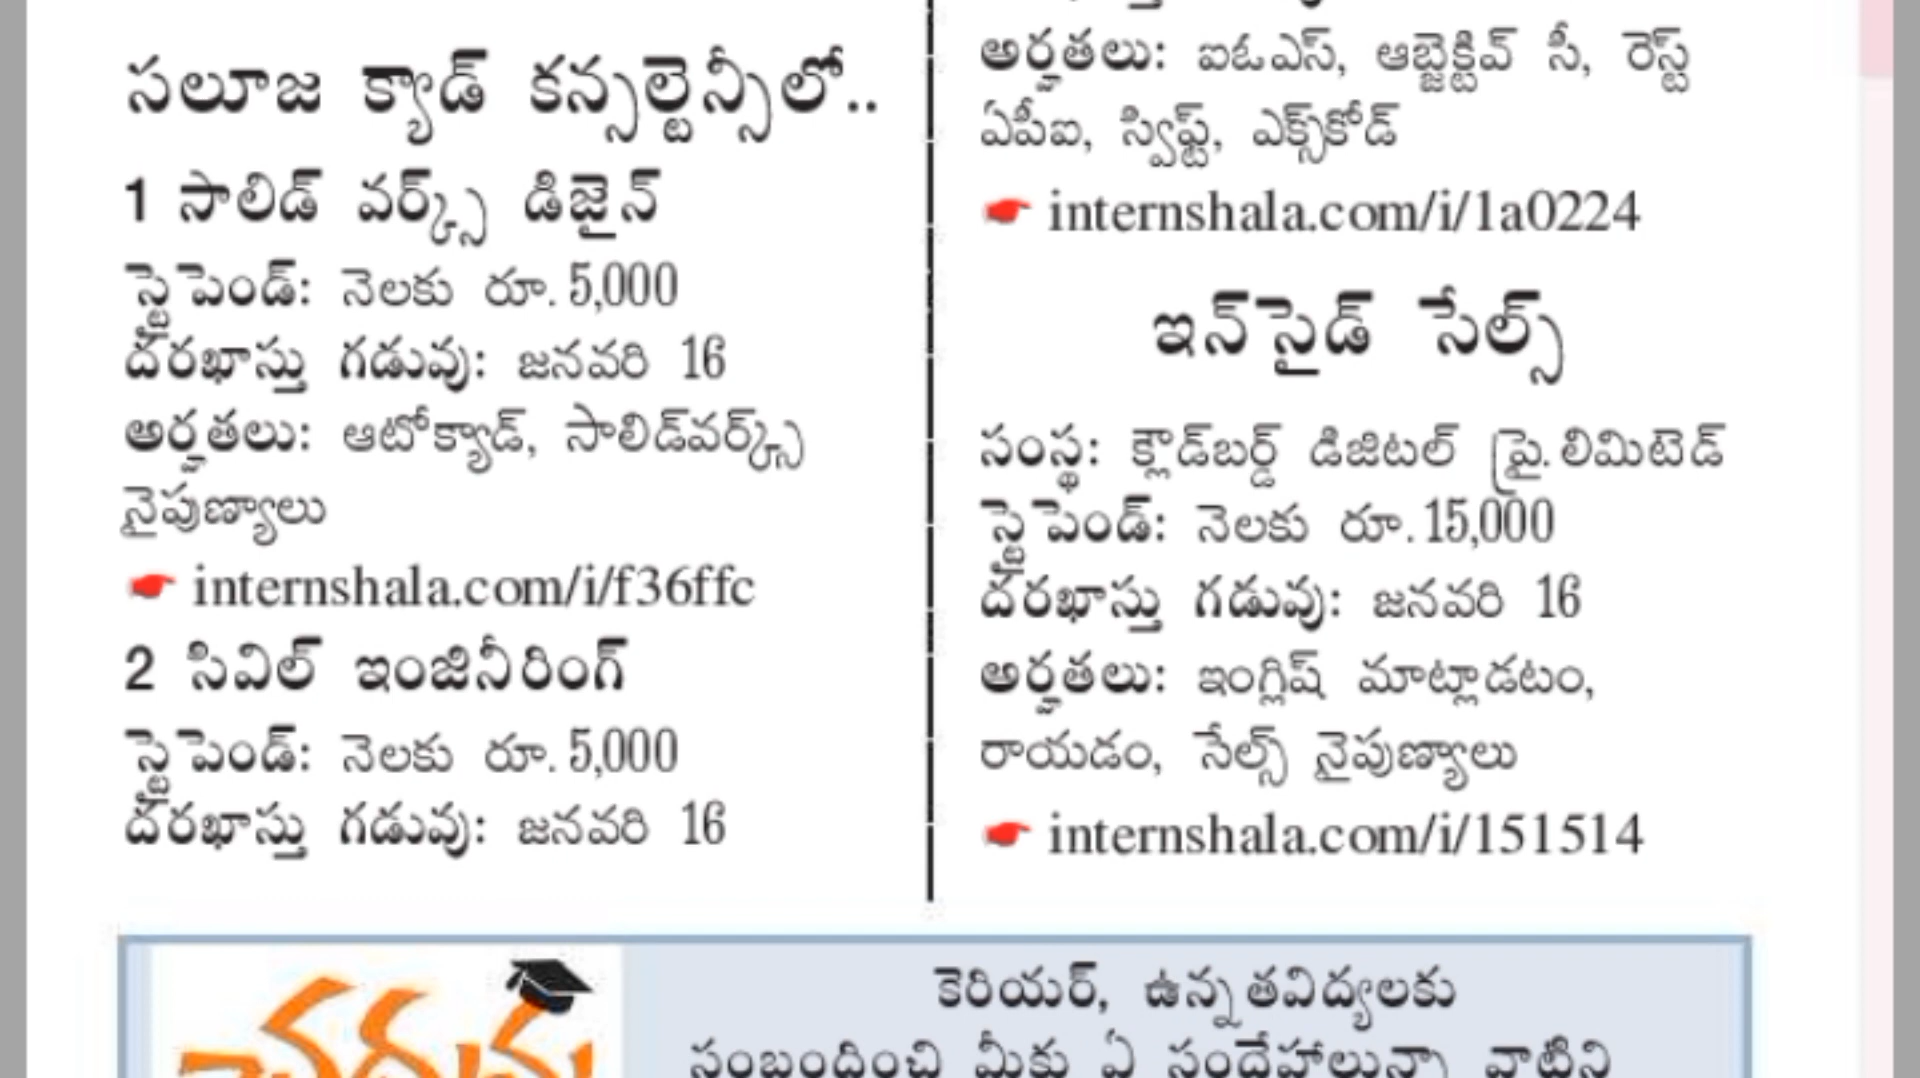 సలూజ క్యాడ్ కన్సల్టెన్సీలో..
1 సాలిడ్ వర్క్స్ డిజైన్
స్టైపెండ్: నెలకు రూ. 5,000
దరఖాస్తు గడువు: జనవరి 16
అర్హతలు: ఆటోక్యాడ్, సాలిడ్‌వర్క్స్
నైపుణ్యాలు
internshala.com/i/f36ffc
2 సివిల్ ఇంజినీరింగ్
స్టైపెండ్: నెలకు రూ. 5,000
దరఖాస్తు గడువు: జనవరి 16
అర్హతలు: ఐఓఎస్, ఆబ్జెక్టివ్ సీ, రెస్ట్
ఏపీఐ, స్విఫ్ట్, ఎక్స్‌కోడ్
internshala.com/i/1a0224
ఇన్‌సైడ్ సేల్స్
సంస్థ: క్లౌడ్‌బర్డ్ డిజిటల్ ప్రై. లిమిటెడ్
స్టైపెండ్: నెలకు రూ. 15,000
దరఖాస్తు గడువు: జనవరి 16
అర్హతలు: ఇంగ్లిష్ మాట్లాడటం,
రాయడం, సేల్స్ నైపుణ్యాలు
internshala.com/i/151514
కెరియర్, ఉన్నతవిద్యలకు
సంబంధించి మీకు ఏ సందేహాలున్నా వాటిని